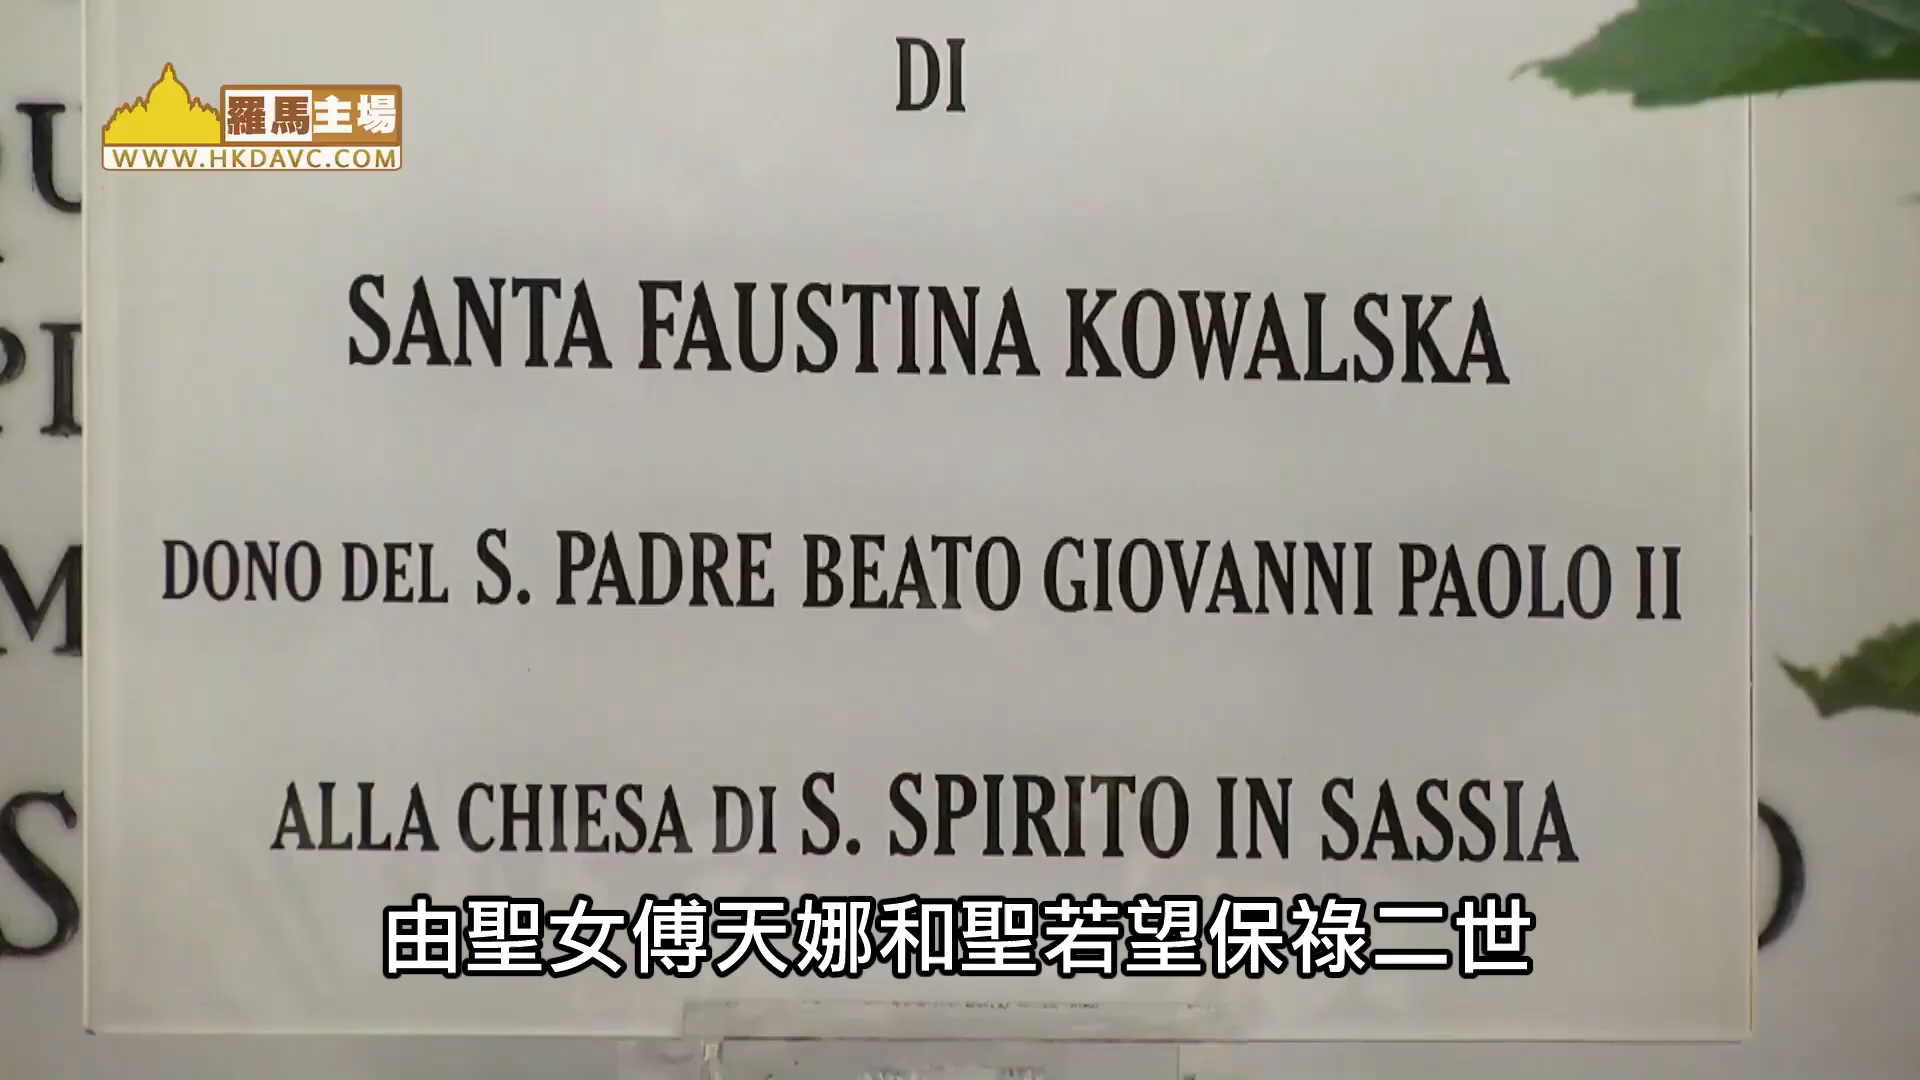 羅馬主場
WWW.HKDAVC.COM
DI
SANTA FAUSTINA KOWALSKA
DONO DEL S. PADRE BEATO GIOVANNI PAOLO II
ALLA CHIESA DI S. SPIRITO IN SASSIA
由聖女傅天娜和聖若望保祿二世